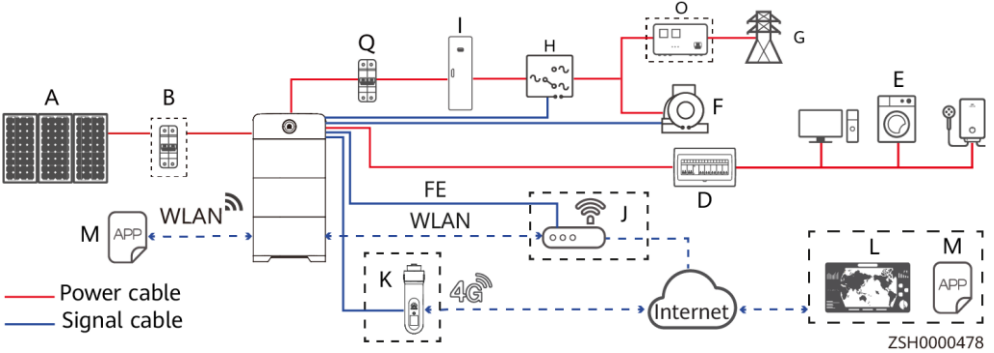 O
I
Q
H
G
A
B
E
F
FE
D
WLAN
WLAN
J
M
APP
K
L
M
4G
APP
Power cable
Internet
Signal cable
ZSH0000478